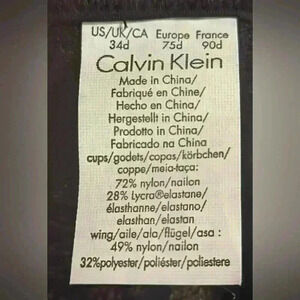 US/UK/CA Europe France
34d 75d 90d
Calvin Klein
Made in China/
Fabriqué en Chine/
Hecho en China/
Hergestellt in China/
Prodotto in China/
Fabricado na China
cups/godets/copas/körbchen/
coppe/meia-taça:
72% nylon/nailon
28% Lycra®elastane/
élasthanne/elastano/
elasthan/elastan
wing/aile/ala/flügel/asa:
49% nylon/nailon
32%polyester/poliéster/poliestere